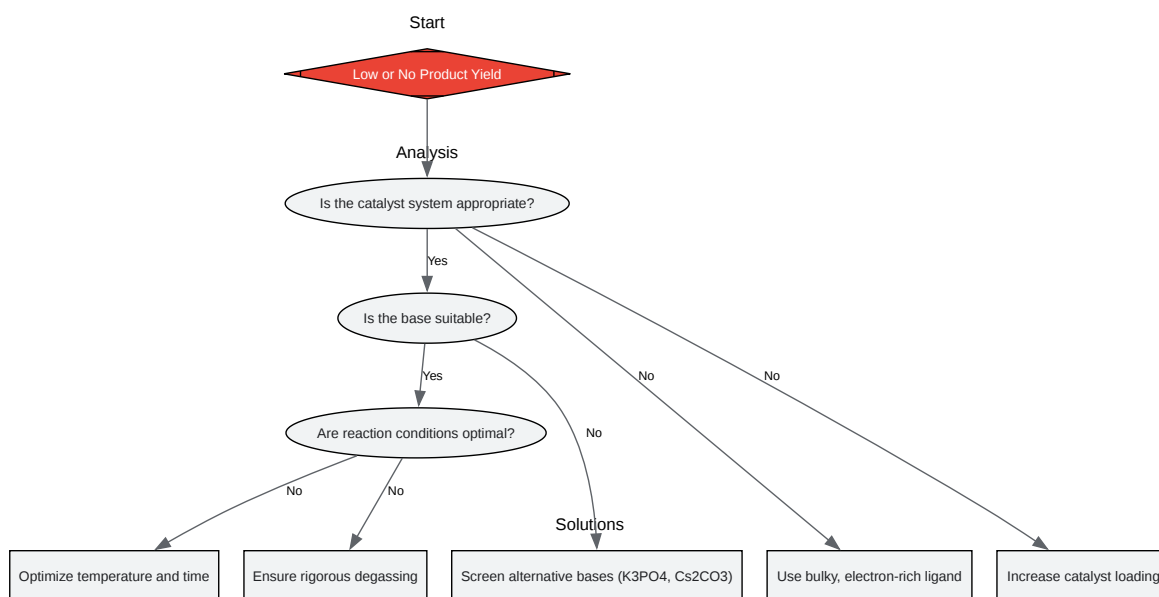 Start
Low or No Product Yield
Analysis
Is the catalyst system appropriate?
Yes
Is the base suitable?
Yes
No
No
Are reaction conditions optimal?
No
No
No
Solutions
Optimize temperature and time
Ensure rigorous degassing
Screen alternative bases (K3PO4, Cs2CO3)
Use bulky, electron-rich ligand
Increase catalyst loading